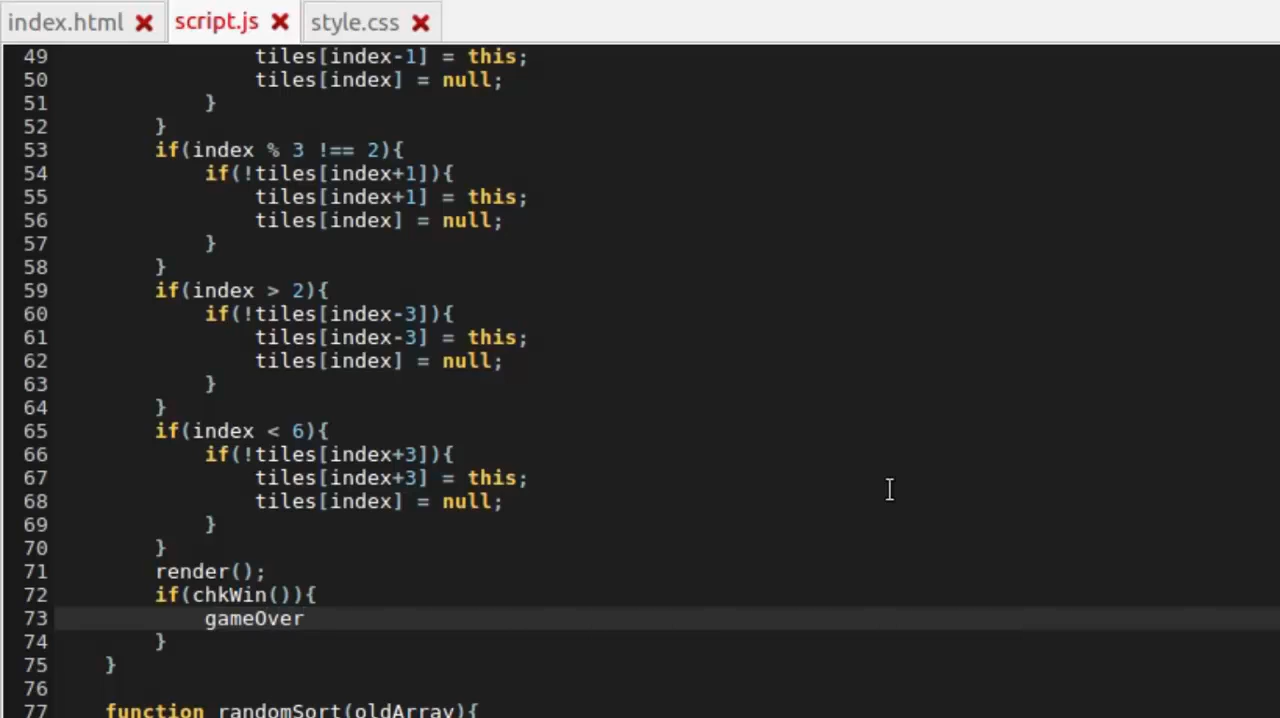 index.html script.js style.css
49 tiles[index-1] = this;
50 tiles[index] = null;
51 }
52 }
53 if(index % 3 !== 2){
54 if(!tiles[index+1]){
55 tiles[index+1] = this;
56 tiles[index] = null;
57 }
58 }
59 if(index > 2){
60 if(!tiles[index-3]){
61 tiles[index-3] = this;
62 tiles[index] = null;
63 }
64 }
65 if(index < 6){
66 if(!tiles[index+3]){
67 tiles[index+3] = this;
68 tiles[index] = null;
69 }
70 }
71 render();
72 if(chkWin()){
73 gameOver
74 }
75 }
76
77 function randomSort(oldArray){